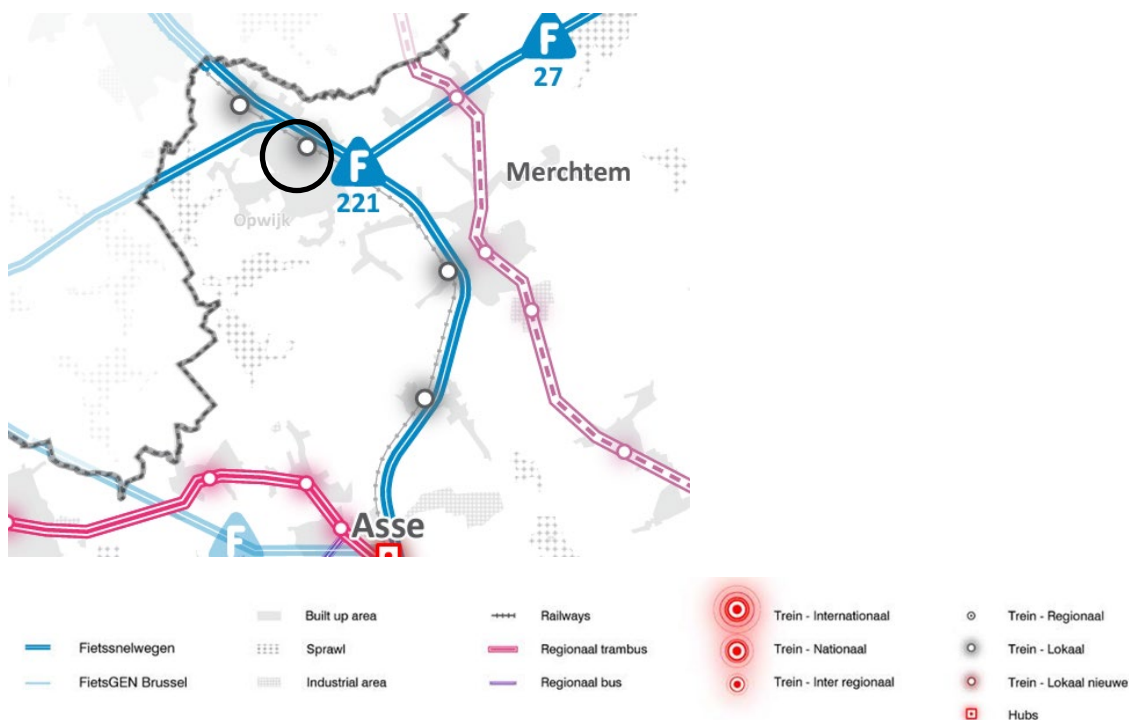 F
27
F
221
Merchtem
Opwijk
Asse
F
Built up area
Railways
Trein - Internationaal
Trein - Regionaal
Fietssnelwegen
Sprawl
Regionaal trambus
Trein - Nationaal
Trein - Lokaal
FietsGEN Brussel
Industrial area
Regionaal bus
Trein - Inter regionaal
Trein - Lokaal nieuwe
Hubs